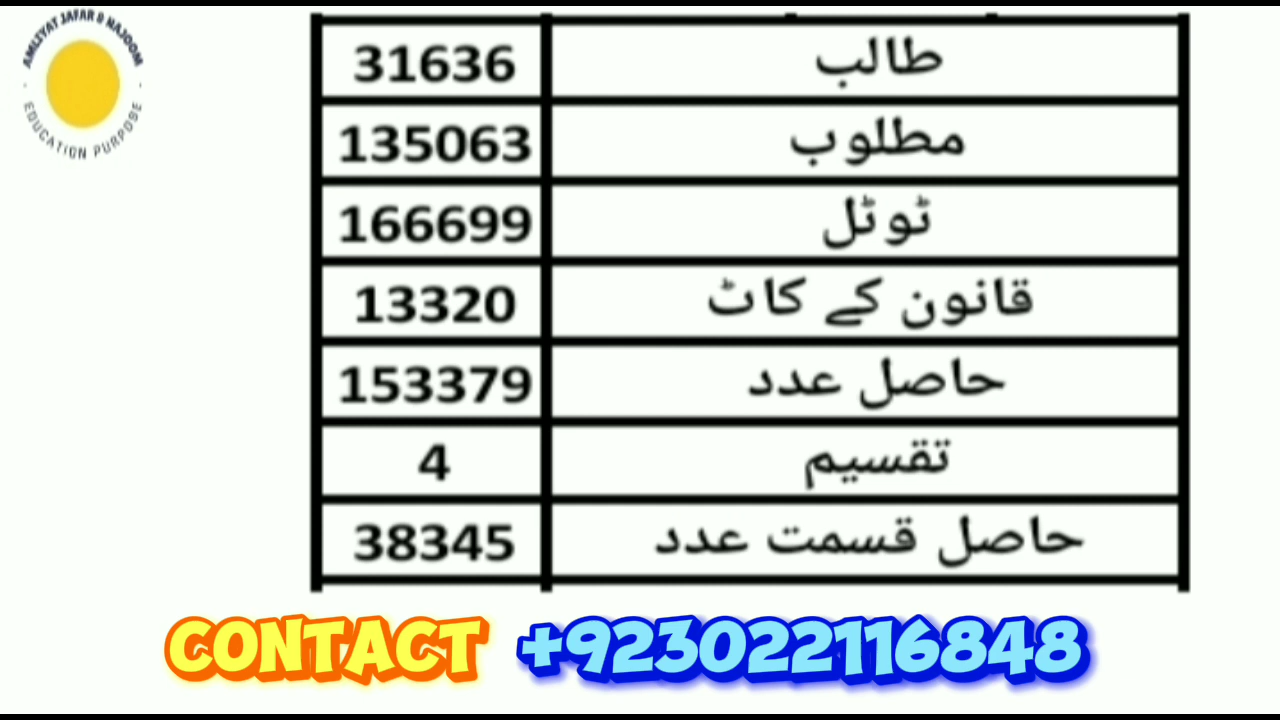 AMLIYAT JAFAR & NAJOOM
- EDUCATION PURPOSE -
31636 طالب
135063 مطلوب
166699 ٹوٹل
13320 قانون کے کاٹ
153379 حاصل عدد
4 تقسیم
38345 حاصل قسمت عدد
CONTACT +923022116848